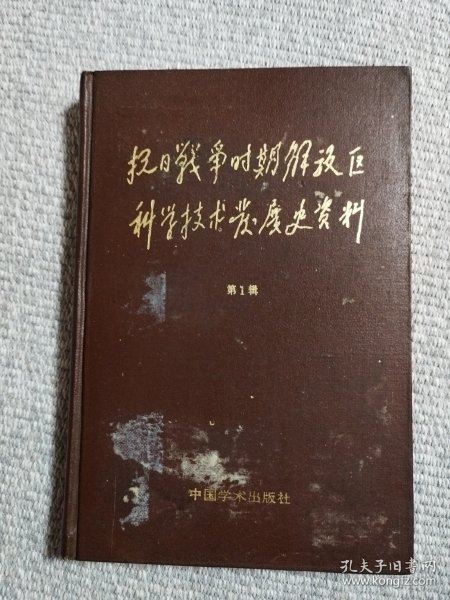 抗日战争时期解放区
科学技术发展史资料
第1辑
中国学术出版社
孔夫子旧书网
www.kongfz.com